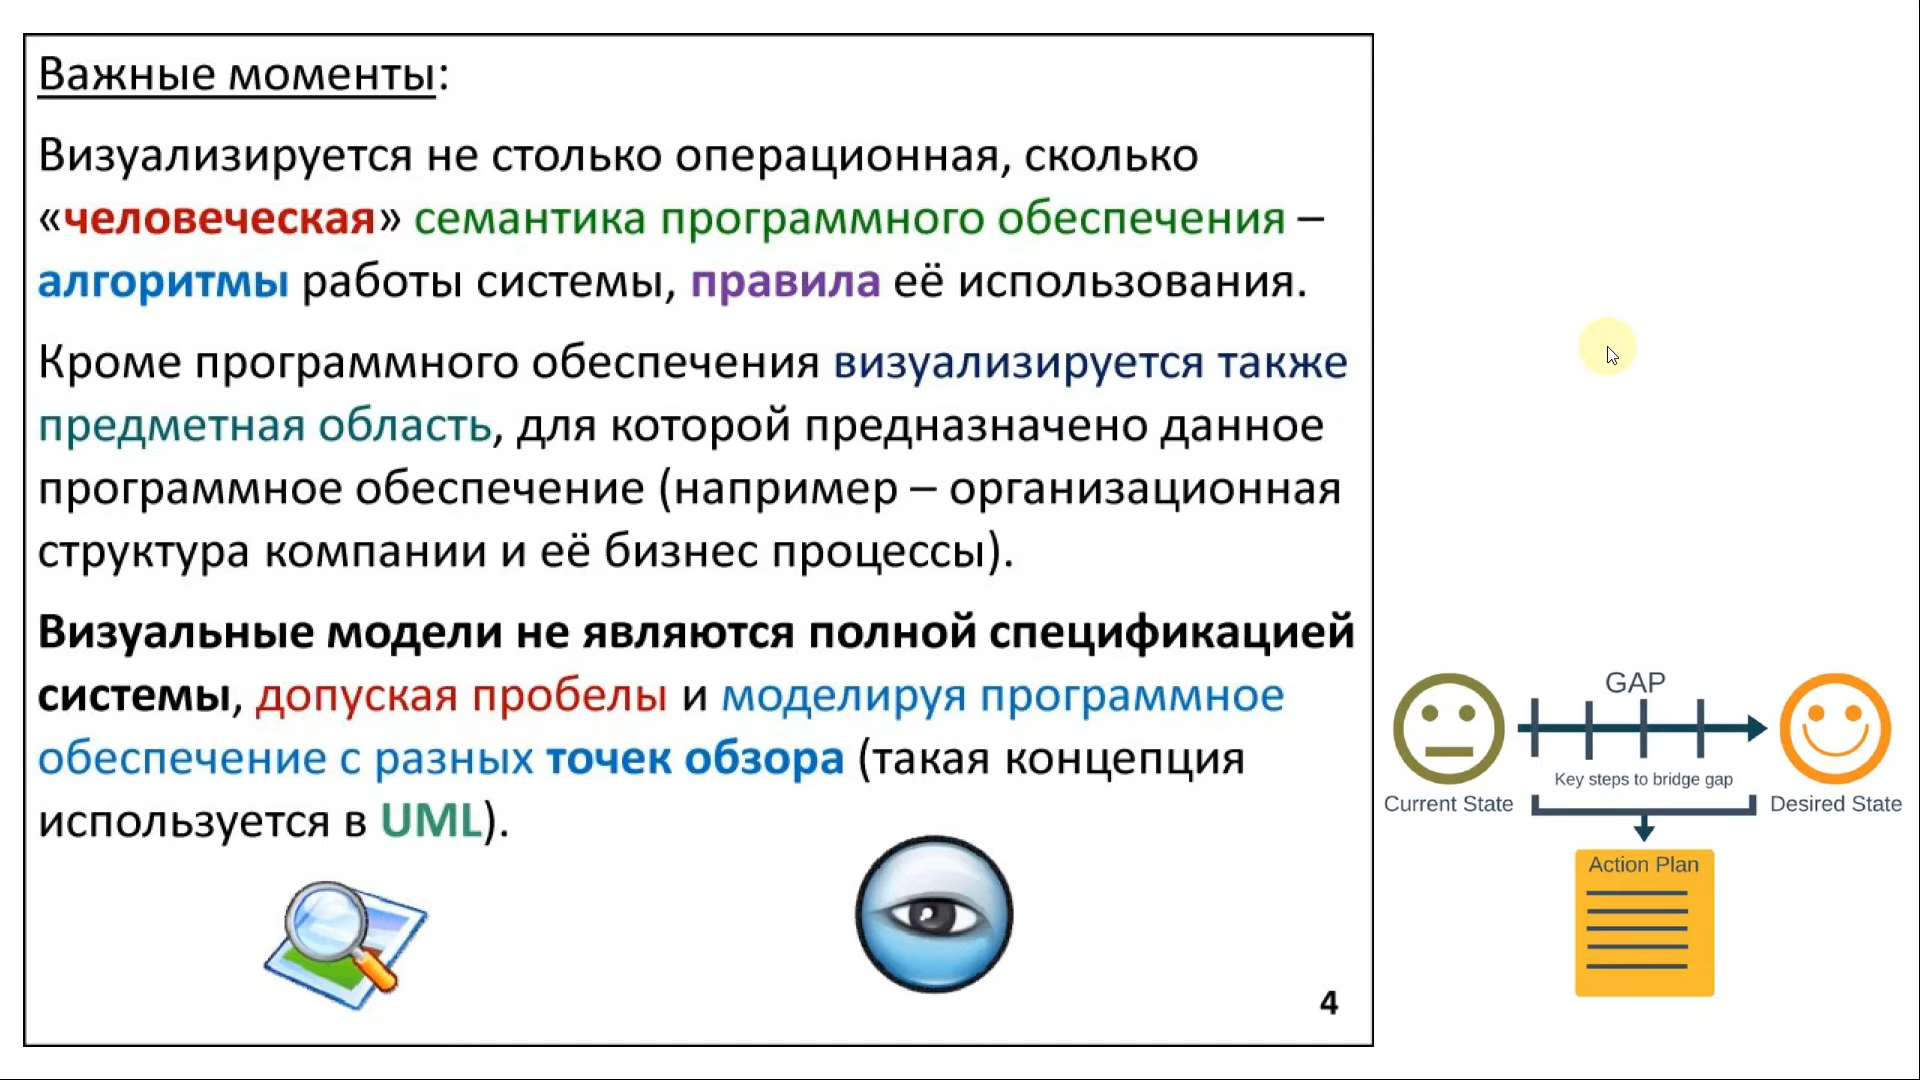 Важные моменты:
Визуализируется не столько операционная, сколько
«человеческая» семантика программного обеспечения –
алгоритмы работы системы, правила её использования.
Кроме программного обеспечения визуализируется также
предметная область, для которой предназначено данное
программное обеспечение (например – организационная
структура компании и её бизнес процессы).
Визуальные модели не являются полной спецификацией
системы, допуская пробелы и моделируя программное
обеспечение с разных точек обзора (такая концепция
используется в UML).
4
GAP
Key steps to bridge gap
Current State
Desired State
Action Plan